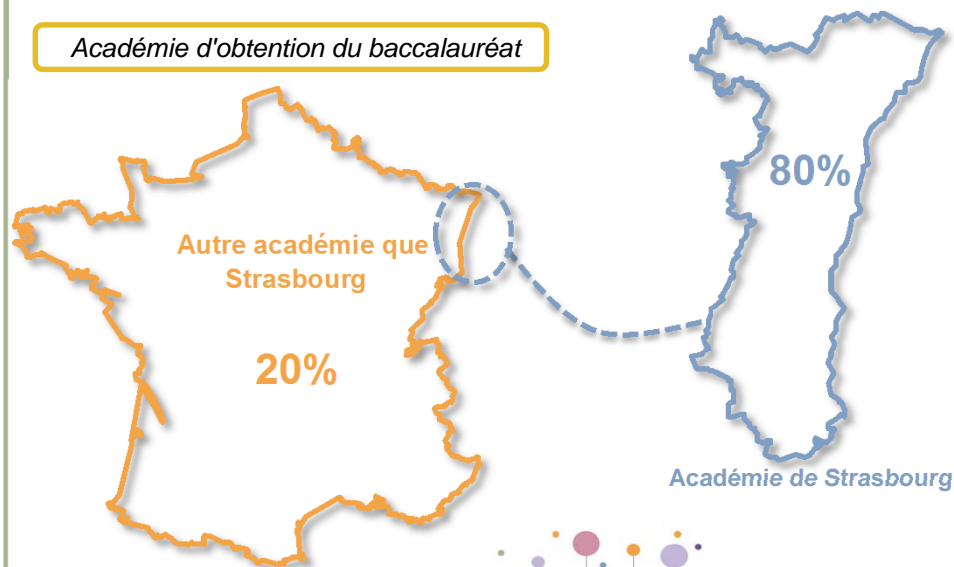 Académie d'obtention du baccalauréat
80%
Autre académie que
Strasbourg
20%
Académie de Strasbourg